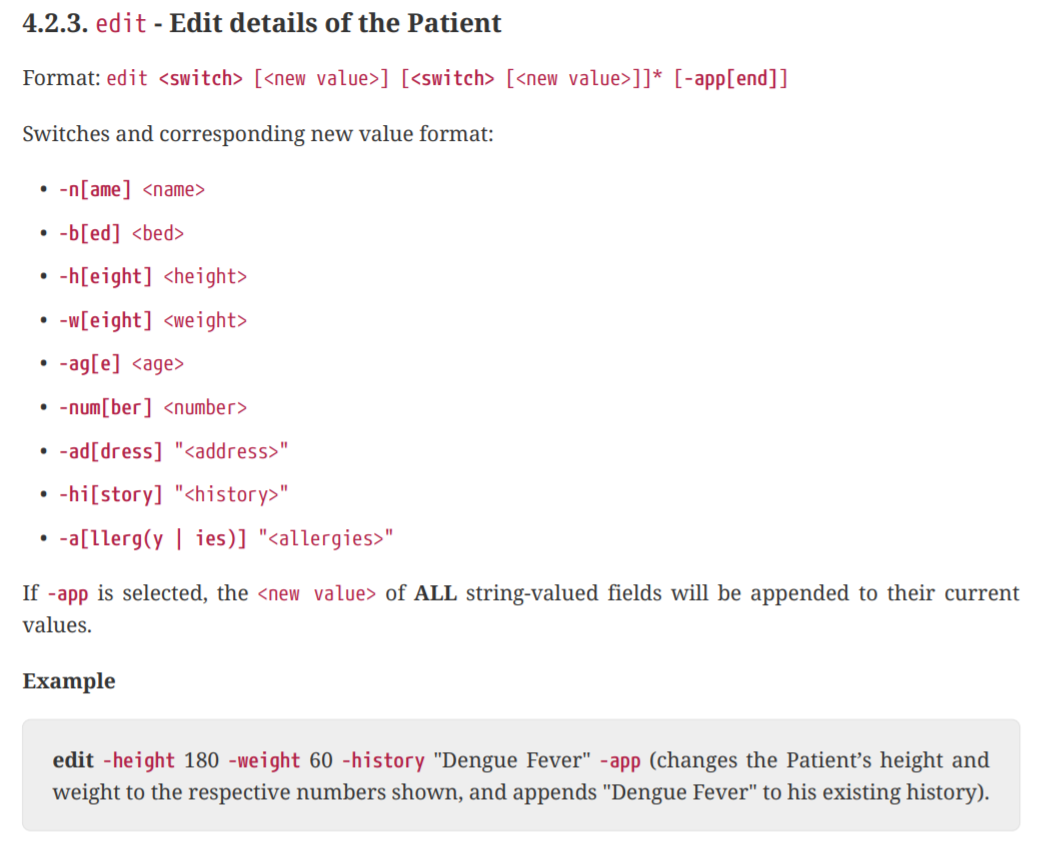 4.2.3. edit - Edit details of the Patient
Format: edit <switch> [<new value>] [<switch> [<new value>]]* [-app[end]]
Switches and corresponding new value format:
• -n[ame] <name>
• -b[ed] <bed>
• -h[eight] <height>
• -w[eight] <weight>
• -ag[e] <age>
• -num[ber] <number>
• -ad[dress] "<address>"
• -hi[story] "<history>"
• -a[llerg(y | ies)] "<allergies>"
If -app is selected, the <new value> of ALL string-valued fields will be appended to their current
values.
Example
edit -height 180 -weight 60 -history "Dengue Fever" -app (changes the Patient’s height and
weight to the respective numbers shown, and appends "Dengue Fever" to his existing history).